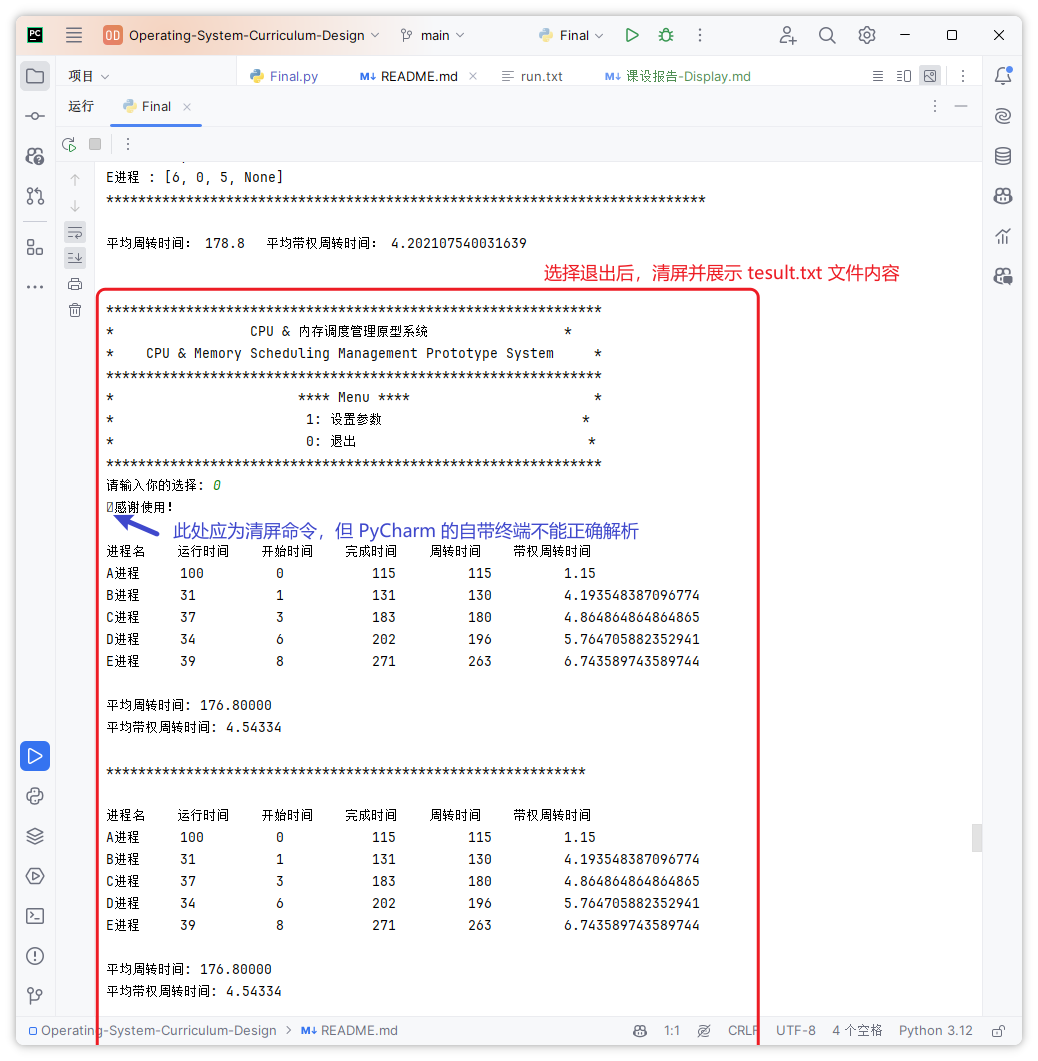 PC OD Operating-System-Curriculum-Design main Final
项目 Final.py M↓ README.md run.txt M↓ 课设报告-Display.md
运行 Final
E进程 : [6, 0, 5, None]
***************************************************************************
平均周转时间: 178.8 平均带权周转时间: 4.202107540031639
选择退出后，清屏并展示 tesult.txt 文件内容
**************************************************************
* CPU & 内存调度管理原型系统 *
* CPU & Memory Scheduling Management Prototype System *
**************************************************************
* **** Menu **** *
* 1: 设置参数 *
* 0: 退出 *
**************************************************************
请输入你的选择: 0
感谢使用!
此处应为清屏命令，但 PyCharm 的自带终端不能正确解析
进程名 运行时间 开始时间 完成时间 周转时间 带权周转时间
A进程 100 0 115 115 1.15
B进程 31 1 131 130 4.193548387096774
C进程 37 3 183 180 4.864864864864865
D进程 34 6 202 196 5.764705882352941
E进程 39 8 271 263 6.743589743589744
平均周转时间: 176.80000
平均带权周转时间: 4.54334
************************************************************
进程名 运行时间 开始时间 完成时间 周转时间 带权周转时间
A进程 100 0 115 115 1.15
B进程 31 1 131 130 4.193548387096774
C进程 37 3 183 180 4.864864864864865
D进程 34 6 202 196 5.764705882352941
E进程 39 8 271 263 6.743589743589744
平均周转时间: 176.80000
平均带权周转时间: 4.54334
Operating-System-Curriculum-Design > M↓ README.md 1:1 CRLF UTF-8 4 个空格 Python 3.12